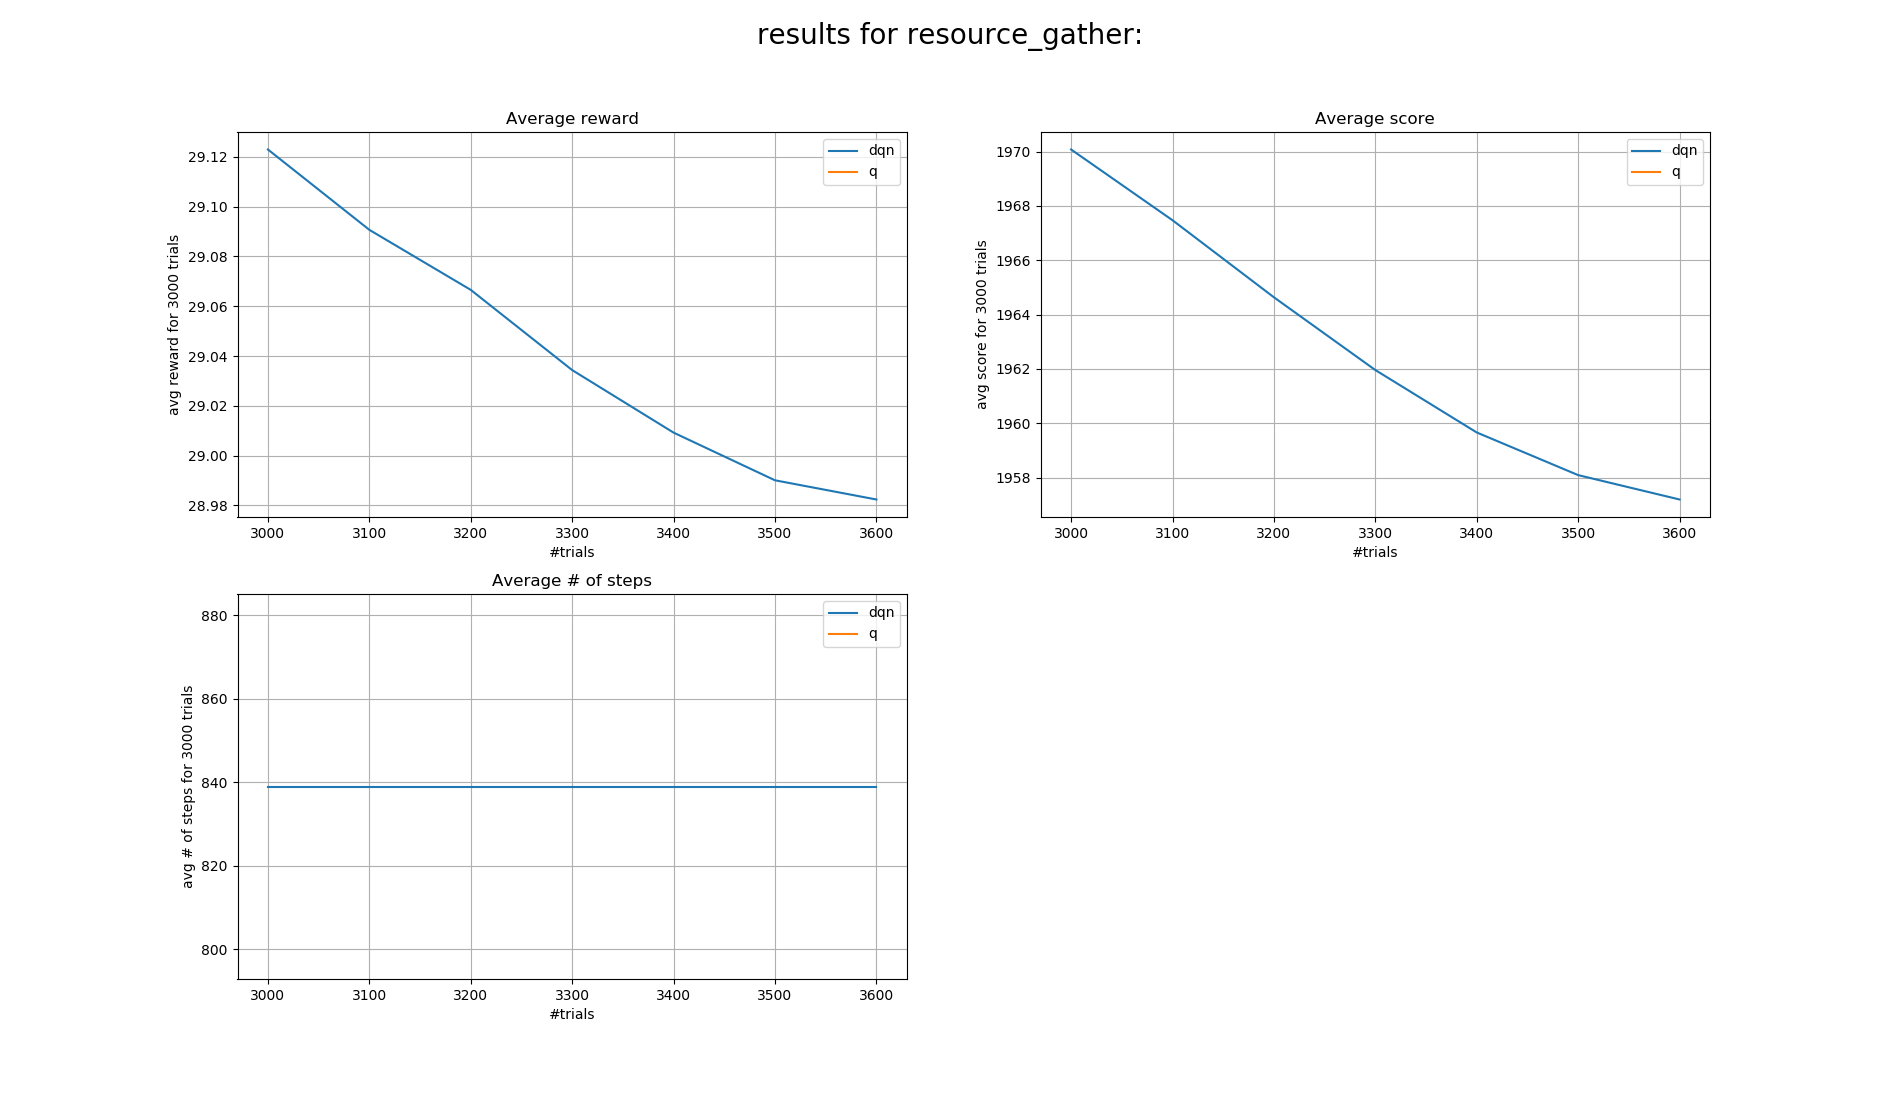 results for resource_gather:
Average reward
avg reward for 3000 trials
29.12
29.10
29.08
29.06
29.04
29.02
29.00
28.98
dqn
q
3000 3100 3200 3300 3400 3500 3600
#trials
Average score
avg score for 3000 trials
1970
1968
1966
1964
1962
1960
1958
dqn
q
3000 3100 3200 3300 3400 3500 3600
#trials
Average # of steps
avg # of steps for 3000 trials
880
860
840
820
800
dqn
q
3000 3100 3200 3300 3400 3500 3600
#trials